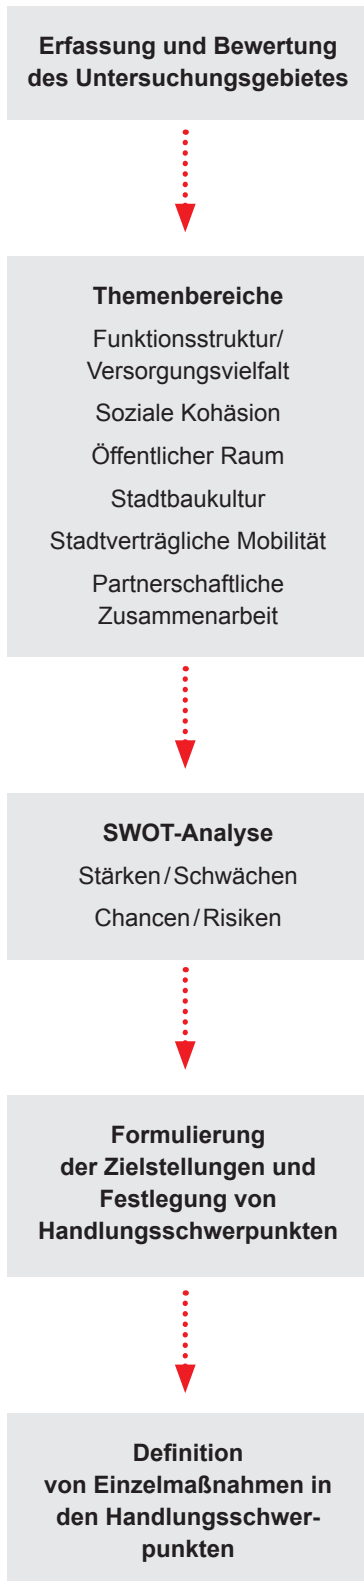 Erfassung und Bewertung
des Untersuchungsgebietes
Themenbereiche
Funktionsstruktur/
Versorgungsvielfalt
Soziale Kohäsion
Öffentlicher Raum
Stadtbaukultur
Stadtverträgliche Mobilität
Partnerschaftliche
Zusammenarbeit
SWOT-Analyse
Stärken/Schwächen
Chancen/Risiken
Formulierung
der Zielstellungen und
Festlegung von
Handlungsschwerpunkten
Definition
von Einzelmaßnahmen in
den Handlungsschwer-
punkten